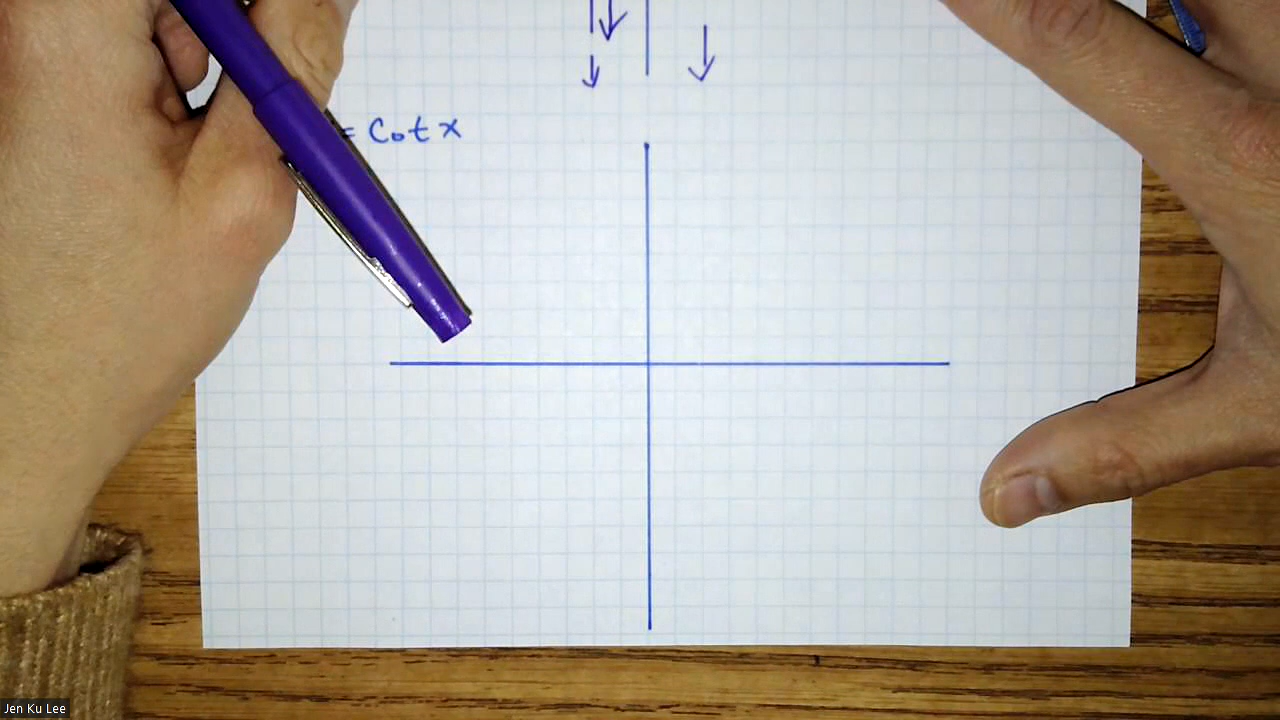 = Cot x
Jen Ku Lee